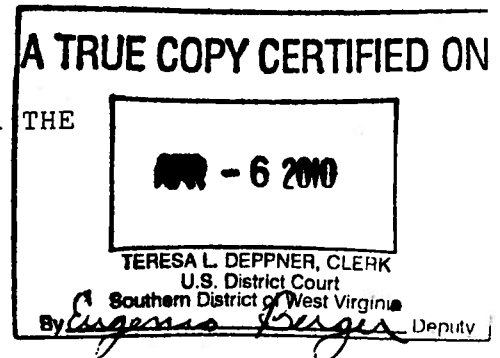 A TRUE COPY CERTIFIED ON
THE
- 6 2010
TERESA L. DEPPNER, CLERK
U.S. District Court
Southern District of West Virginia
By Deputy